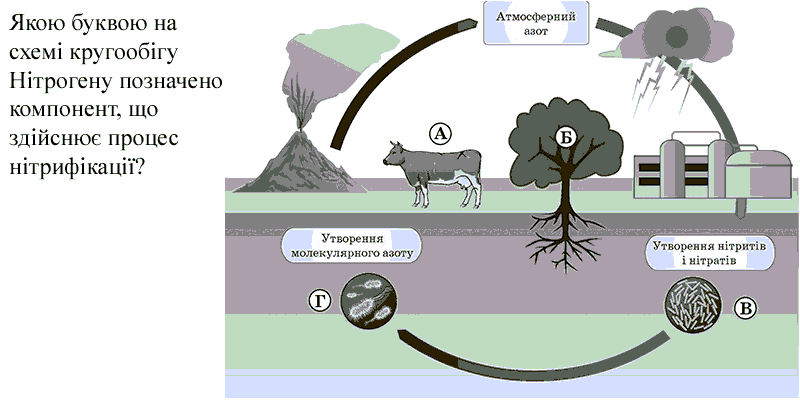 Якою буквою на
схемі кругообігу
Нітрогену позначено
компонент, що
здійснює процес
нітрифікації?
Атмосферний
азот
А
Б
Утворення
молекулярного азоту
Утворення нітритів
і нітратів
Г
В